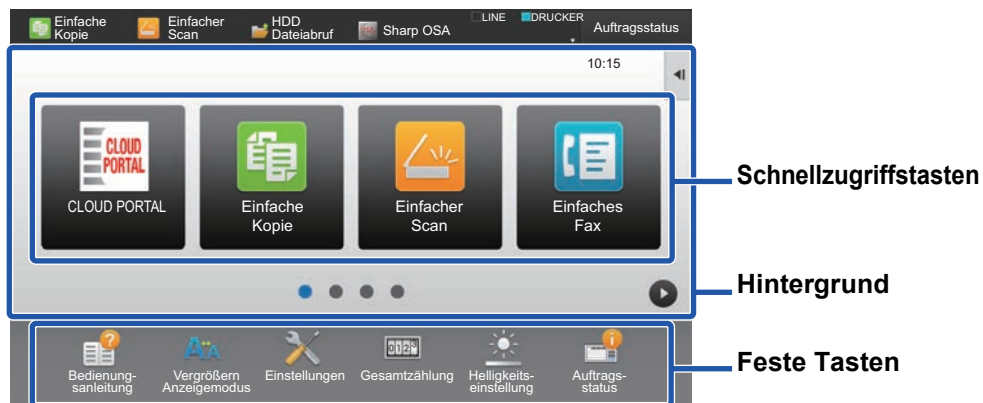 Einfache
Kopie
Einfacher
Scan
HDD
Dateiabruf
Sharp OSA
LINE
DRUCKER
Auftragsstatus
10:15
CLOUD
PORTAL
CLOUD PORTAL
Einfache
Kopie
Einfacher
Scan
Einfaches
Fax
Schnellzugriffstasten
Hintergrund
Bedienung-
sanleitung
Vergrößern
Anzeigemodus
Einstellungen
Gesamtzählung
Helligkeits-
einstellung
Auftrags-
status
Feste Tasten